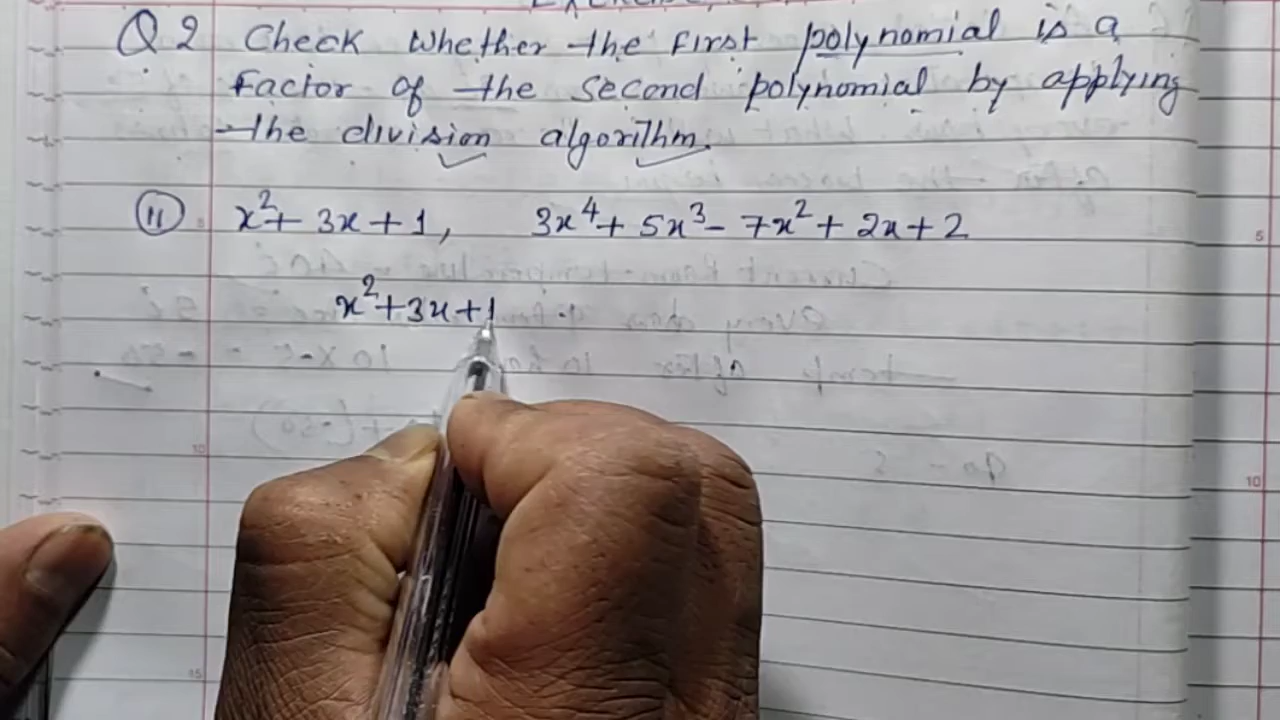 Q2 Check whether the First polynomial is a
Factor of the second polynomial by applying
the division algorithm.
(ii) x² + 3x + 1, 3x⁴ + 5x³ - 7x² + 2x + 2
x² + 3x + 1